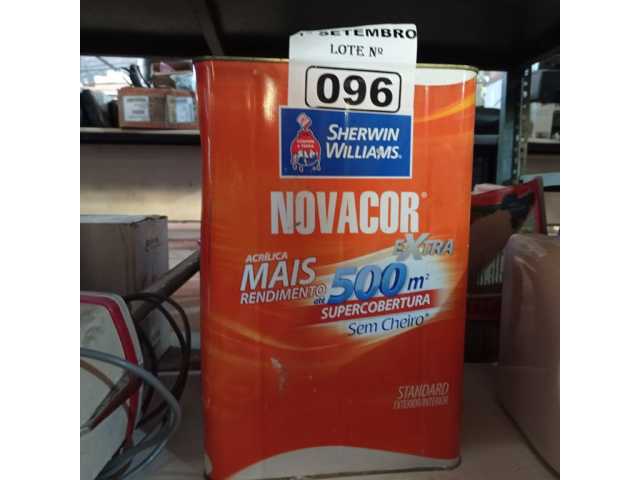 SETEMBRO
LOTE Nº
096
SHERWIN
WILLIAMS®
NOVACOR®
EXTRA
ACRÍLICA
MAIS
RENDIMENTO
até 500 m²
SUPERCOBERTURA
Sem Cheiro*
STANDARD
EXTERIOR/INTERIOR